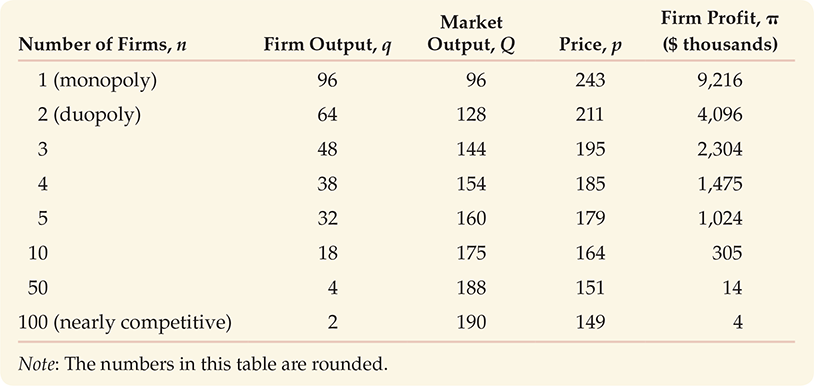 Number of Firms, n Firm Output, q Market Output, Q Price, p Firm Profit, π ($ thousands)
1 (monopoly) 96 96 243 9,216
2 (duopoly) 64 128 211 4,096
3 48 144 195 2,304
4 38 154 185 1,475
5 32 160 179 1,024
10 18 175 164 305
50 4 188 151 14
100 (nearly competitive) 2 190 149 4
Note: The numbers in this table are rounded.